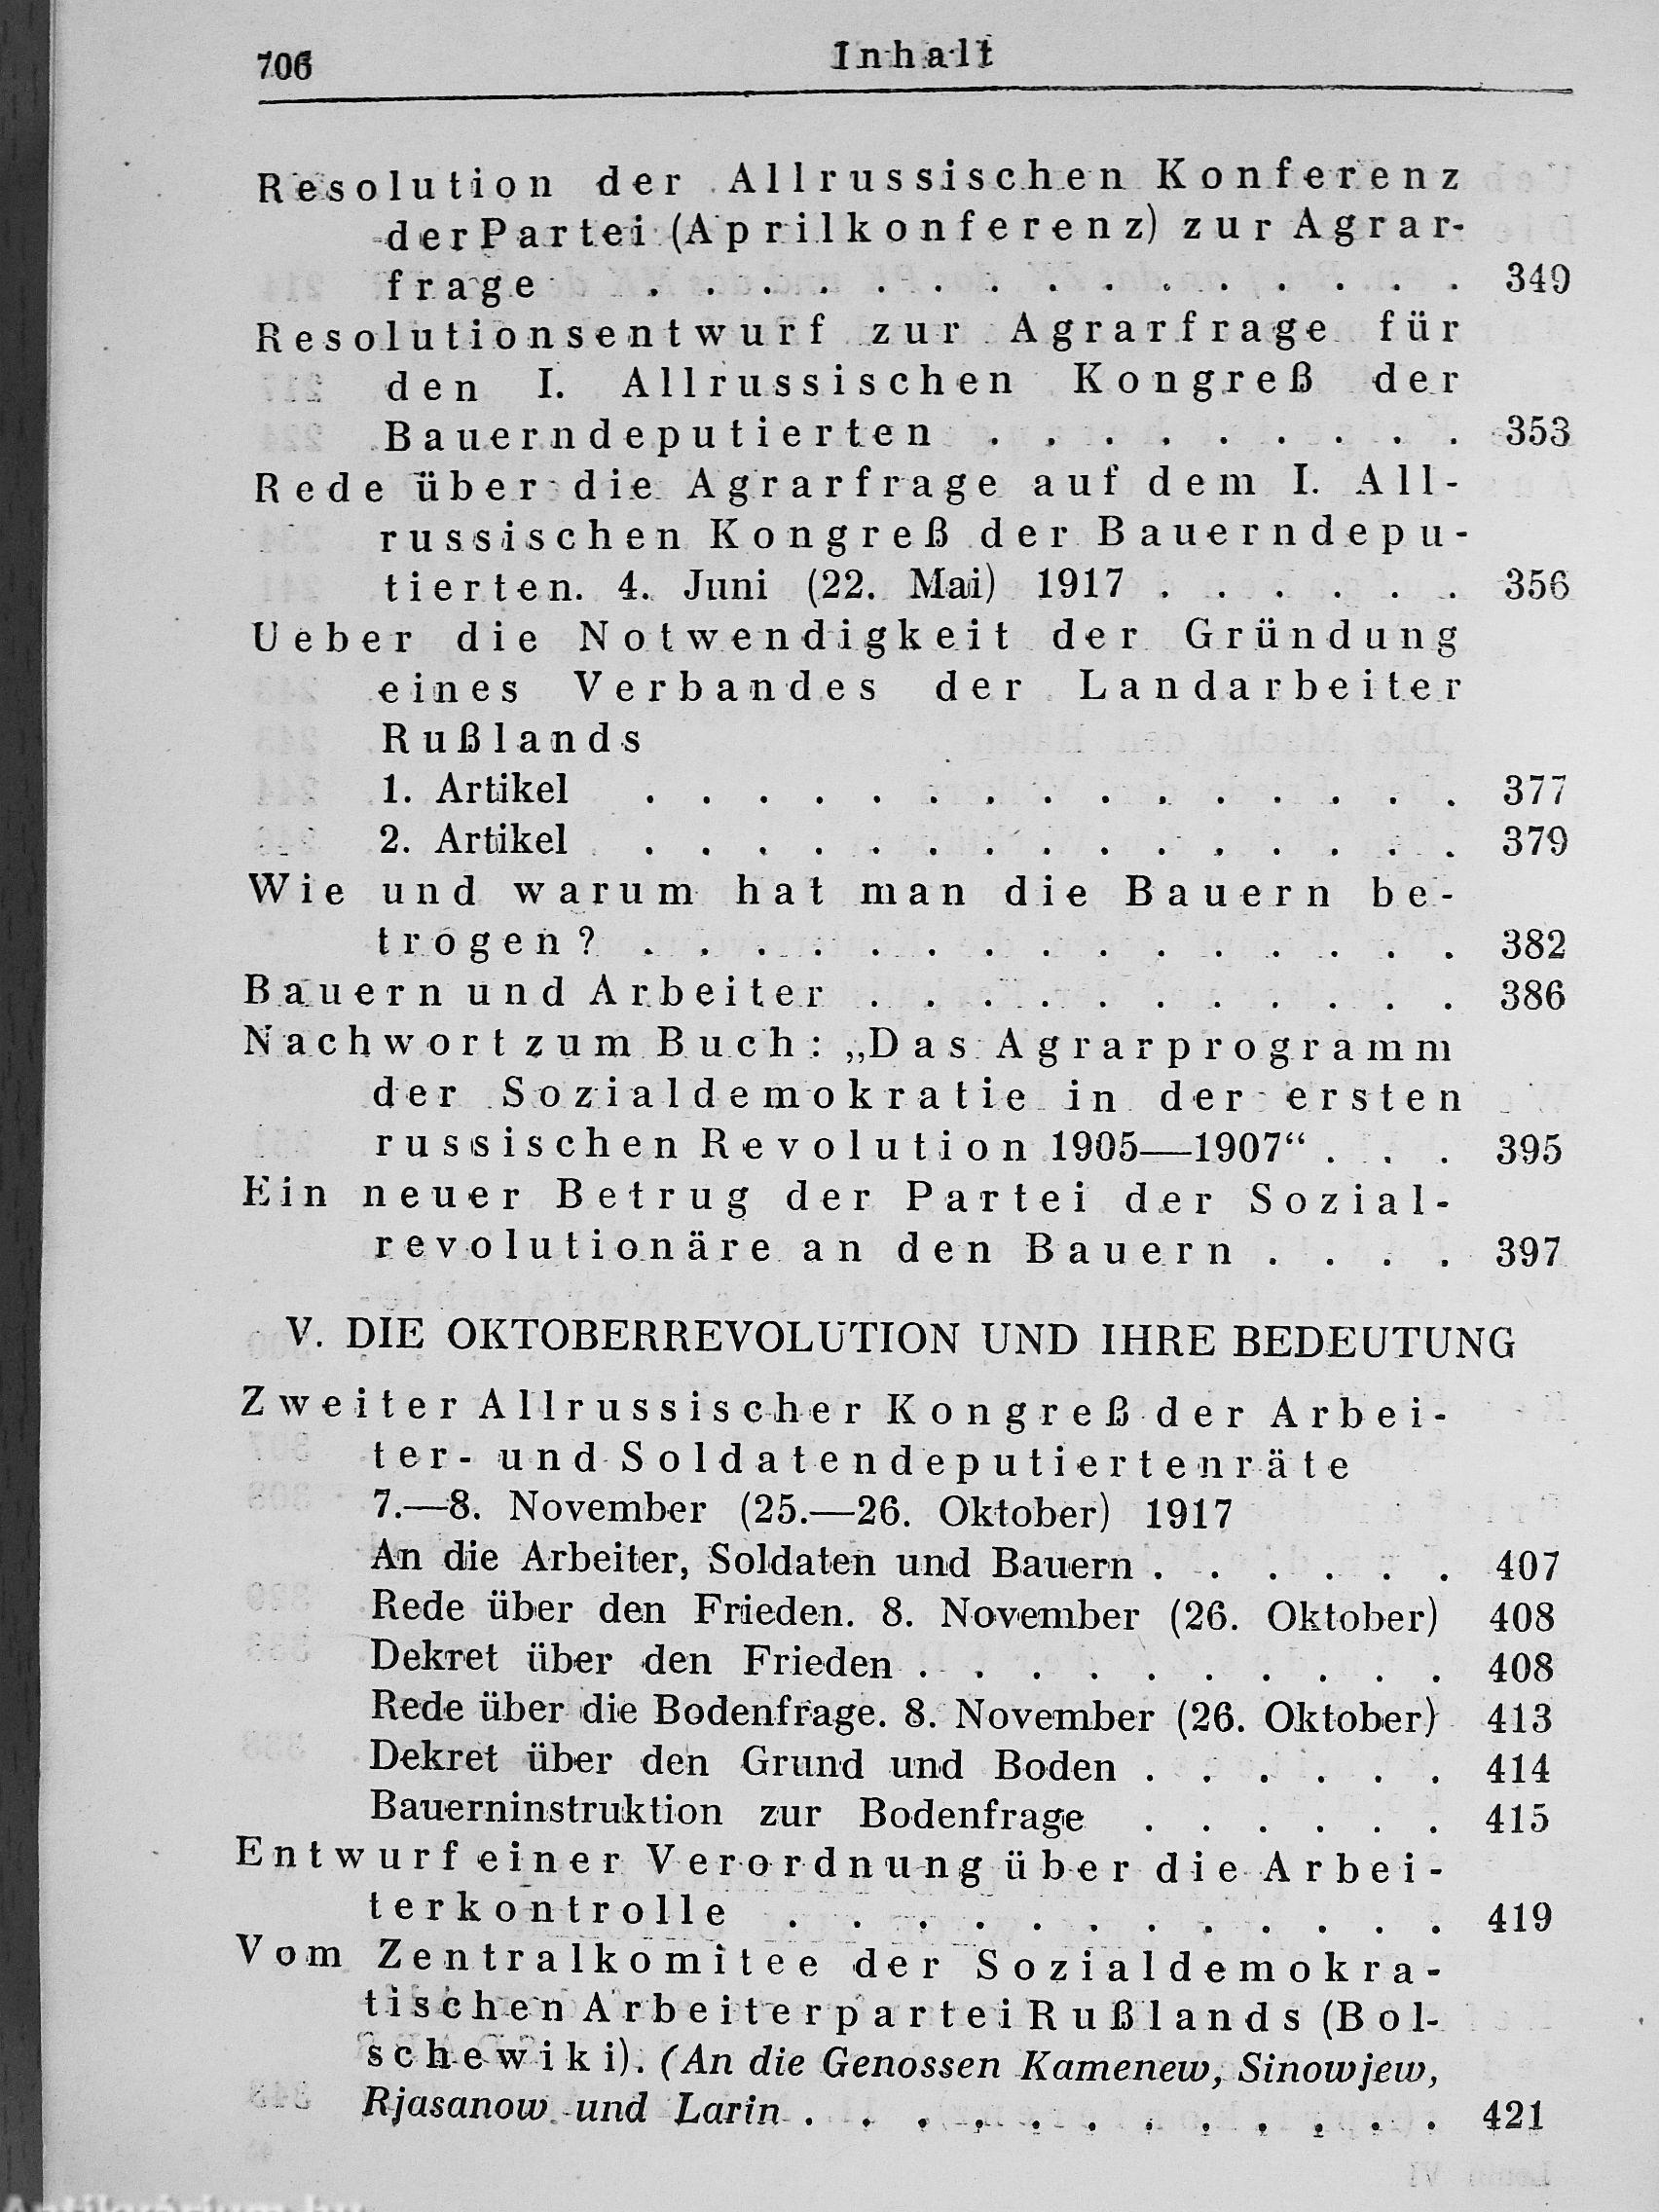 706 Inhalt
Resolution der Allrussischen Konferenz
der Partei (Aprilkonferenz) zur Agrar-
frage . . . . . . . . . . . . . . . 349
Resolutionsentwurf zur Agrarfrage für
den I. Allrussischen Kongreß der
Bauerndeputierten . . . . . . . . . 353
Rede über die Agrarfrage auf dem I. All-
russischen Kongreß der Bauerndepu-
tierten. 4. Juni (22. Mai) 1917 . . . . . . 356
Ueber die Notwendigkeit der Gründung
eines Verbandes der Landarbeiter
Rußlands
1. Artikel . . . . . . . . . . . . . . . 377
2. Artikel . . . . . . . . . . . . . . . 379
Wie und warum hat man die Bauern be-
trogen? . . . . . . . . . . . . . . . 382
Bauern und Arbeiter . . . . . . . . . . . 386
Nachwort zum Buch: „Das Agrarprogramm
der Sozialdemokratie in der ersten
russischen Revolution 1905—1907“ . . . 395
Ein neuer Betrug der Partei der Sozial-
revolutionäre an den Bauern . . . . 397
V. DIE OKTOBERREVOLUTION UND IHRE BEDEUTUNG
Zweiter Allrussischer Kongreß der Arbei-
ter- und Soldatendeputiertenräte
7.—8. November (25.—26. Oktober) 1917
An die Arbeiter, Soldaten und Bauern . . . . . . 407
Rede über den Frieden. 8. November (26. Oktober) 408
Dekret über den Frieden . . . . . . . . . . 408
Rede über die Bodenfrage. 8. November (26. Oktober) 413
Dekret über den Grund und Boden . . . . . . 414
Bauerninstruktion zur Bodenfrage . . . . . . 415
Entwurf einer Verordnung über die Arbei-
terkontrolle . . . . . . . . . . . . 419
Vom Zentralkomitee der Sozialdemokra-
tischen Arbeiterpartei Rußlands (Bol-
schewiki). (An die Genossen Kamenew, Sinowjew,
Rjasanow und Larin . . . . . . . . . . . . 421